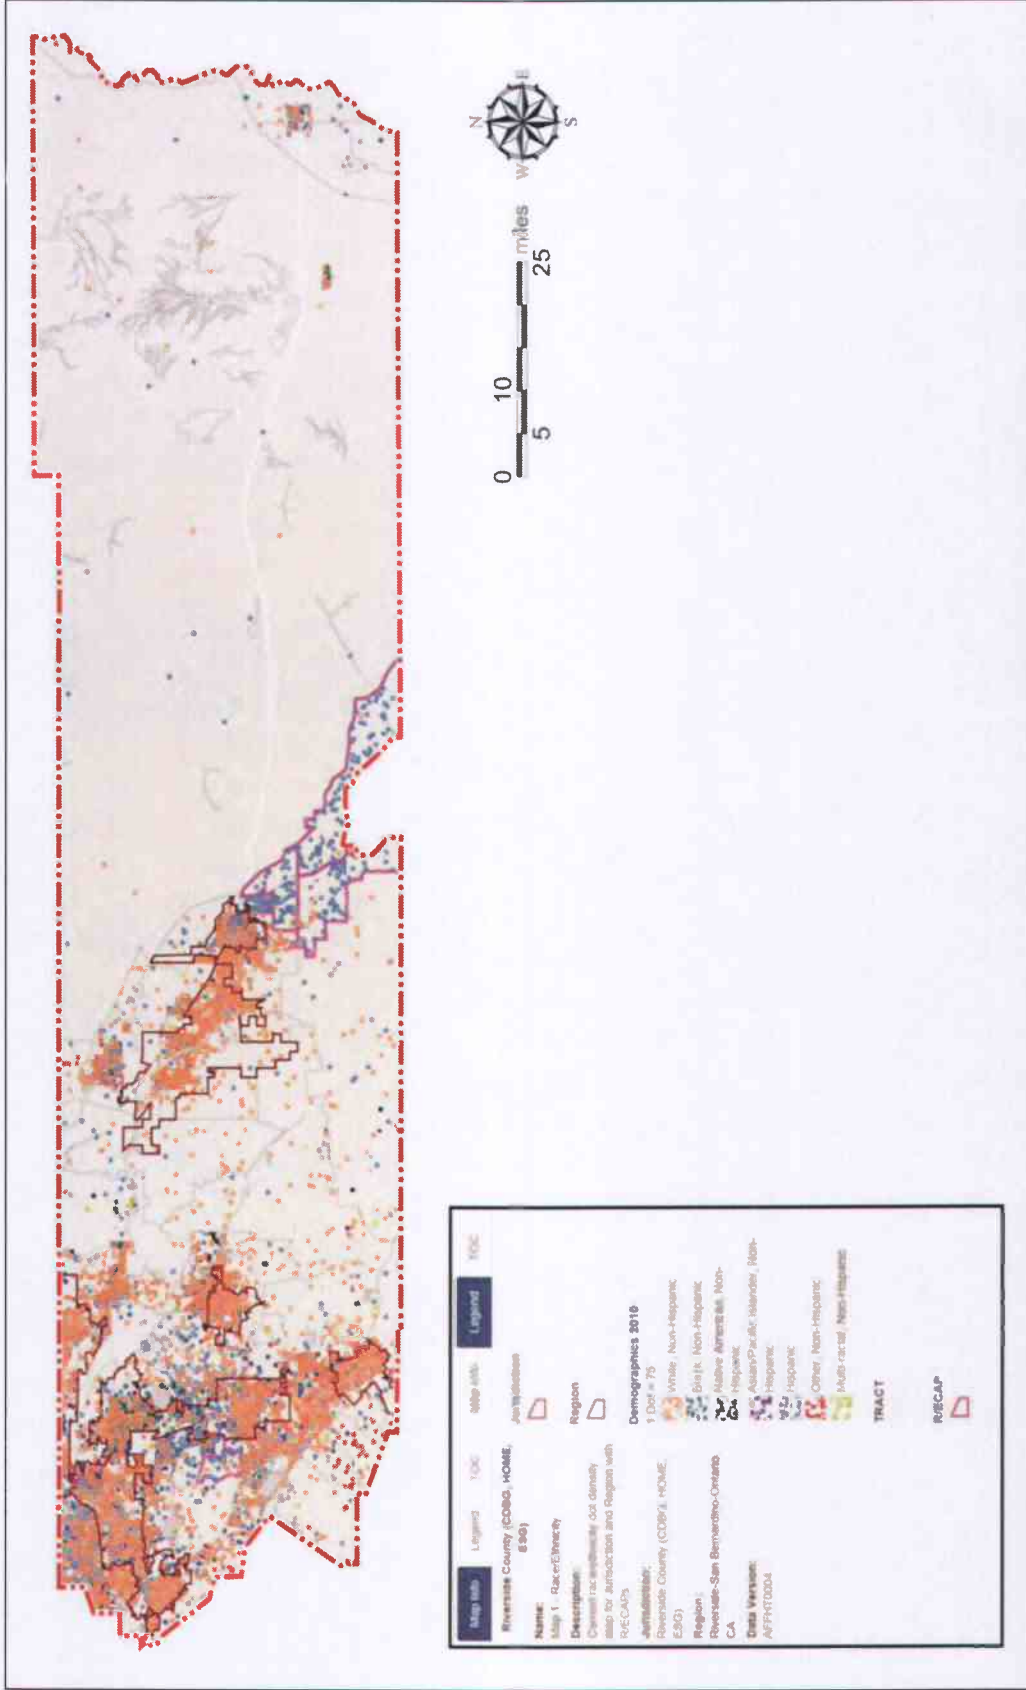 N
W
E
S
0
5
10
25
miles
Map Info
Legend
TOC
Riverside County (CDBG, HOME,
ESG)
Name:
Map 1 - Race/Ethnicity
Description:
Current race/ethnicity dot density
map for Jurisdiction and Region with
R/ECAPs
Jurisdiction:
Riverside County (CDBG, HOME,
ESG)
Region:
Riverside-San Bernardino-Ontario
CA
Data Version:
AFFHT0004
Map Info
Legend
TOC
Jurisdiction
Region
Demographics 2010
1 Dot = 75
White, Non-Hispanic
Black, Non-Hispanic
Native American, Non-
Hispanic
Asian/Pacific Islander, Non-
Hispanic
Hispanic
Other, Non-Hispanic
Multi-racial, Non-Hispanic
TRACT
R/ECAP